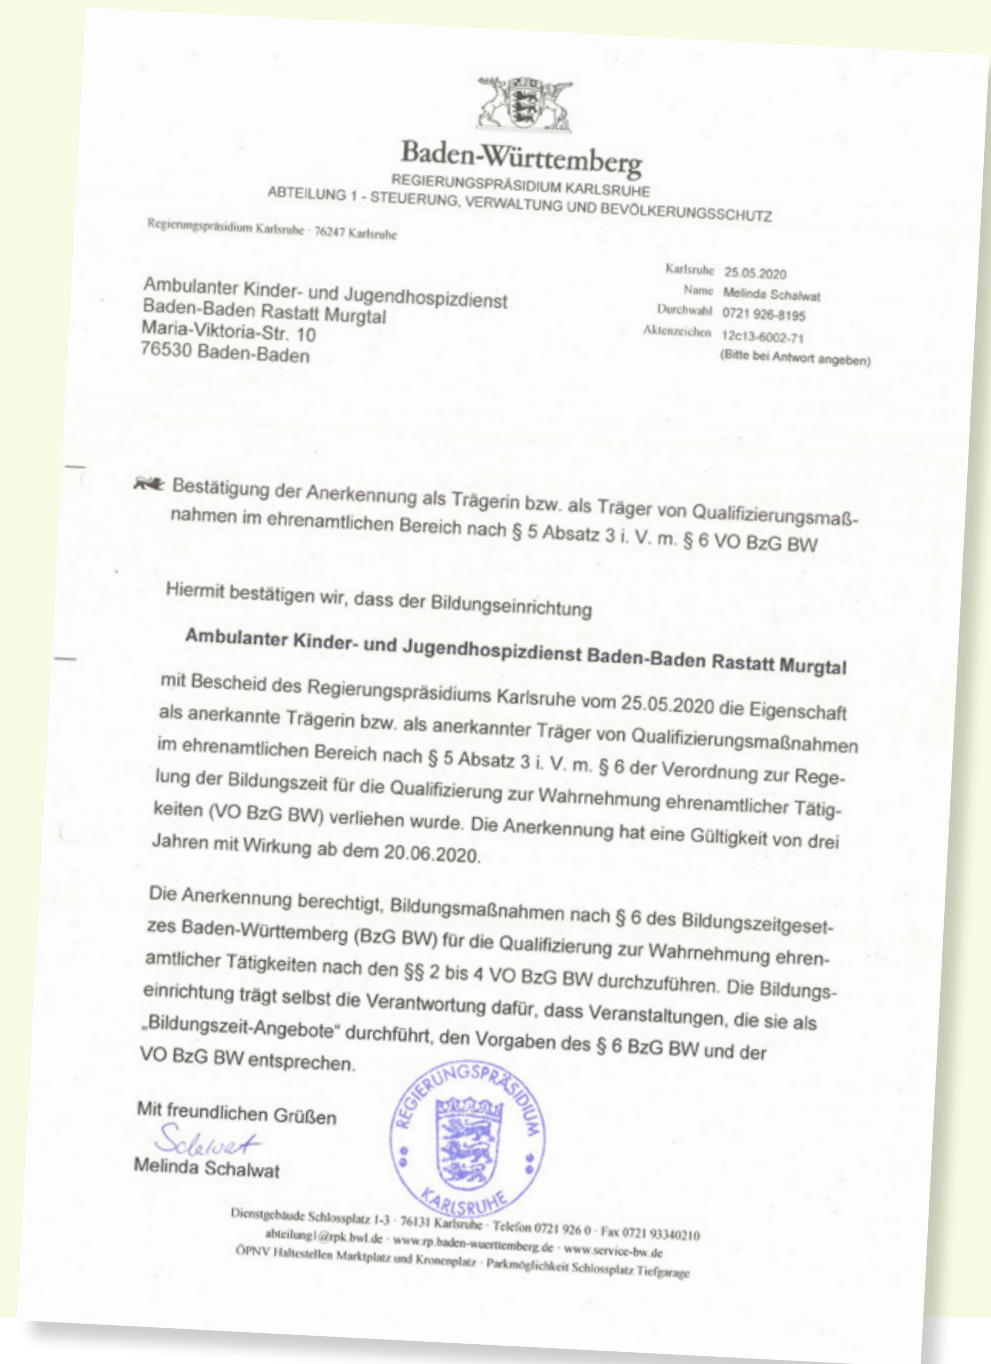 Baden-Württemberg
REGIERUNGSPRÄSIDIUM KARLSRUHE
ABTEILUNG 1 - STEUERUNG, VERWALTUNG UND BEVÖLKERUNGSSCHUTZ
Regierungspräsidium Karlsruhe · 76247 Karlsruhe
Ambulanter Kinder- und Jugendhospizdienst
Baden-Baden Rastatt Murgtal
Maria-Viktoria-Str. 10
76530 Baden-Baden
Karlsruhe 25.05.2020
Name Melinda Schalwat
Durchwahl 0721 926-8195
Aktenzeichen 12c13-6002-71
(Bitte bei Antwort angeben)
Bestätigung der Anerkennung als Trägerin bzw. als Träger von Qualifizierungsmaß-
nahmen im ehrenamtlichen Bereich nach § 5 Absatz 3 i. V. m. § 6 VO BzG BW
Hiermit bestätigen wir, dass der Bildungseinrichtung
Ambulanter Kinder- und Jugendhospizdienst Baden-Baden Rastatt Murgtal
mit Bescheid des Regierungspräsidiums Karlsruhe vom 25.05.2020 die Eigenschaft
als anerkannte Trägerin bzw. als anerkannter Träger von Qualifizierungsmaßnahmen
im ehrenamtlichen Bereich nach § 5 Absatz 3 i. V. m. § 6 der Verordnung zur Rege-
lung der Bildungszeit für die Qualifizierung zur Wahrnehmung ehrenamtlicher Tätig-
keiten (VO BzG BW) verliehen wurde. Die Anerkennung hat eine Gültigkeit von drei
Jahren mit Wirkung ab dem 20.06.2020.
Die Anerkennung berechtigt, Bildungsmaßnahmen nach § 6 des Bildungszeitgeset-
zes Baden-Württemberg (BzG BW) für die Qualifizierung zur Wahrnehmung ehren-
amtlicher Tätigkeiten nach den §§ 2 bis 4 VO BzG BW durchzuführen. Die Bildungs-
einrichtung trägt selbst die Verantwortung dafür, dass Veranstaltungen, die sie als
„Bildungszeit-Angebote“ durchführt, den Vorgaben des § 6 BzG BW und der
VO BzG BW entsprechen.
Mit freundlichen Grüßen
Schalwat
Melinda Schalwat
REGIERUNGSPRÄSIDIUM
KARLSRUHE
Dienstgebäude Schlossplatz 1-3 · 76131 Karlsruhe · Telefon 0721 926 0 · Fax 0721 93340210
abteilung1@rpk.bwl.de · www.rp.baden-wuerttemberg.de · www.service-bw.de
ÖPNV Haltestellen Marktplatz und Kronenplatz · Parkmöglichkeit Schlossplatz Tiefgarage